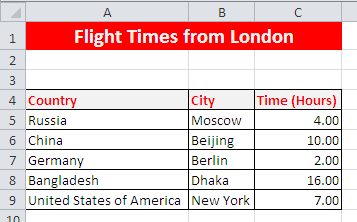 A B C
1 Flight Times from London
2
3
4 Country City Time (Hours)
5 Russia Moscow 4.00
6 China Beijing 10.00
7 Germany Berlin 2.00
8 Bangladesh Dhaka 16.00
9 United States of America New York 7.00
10